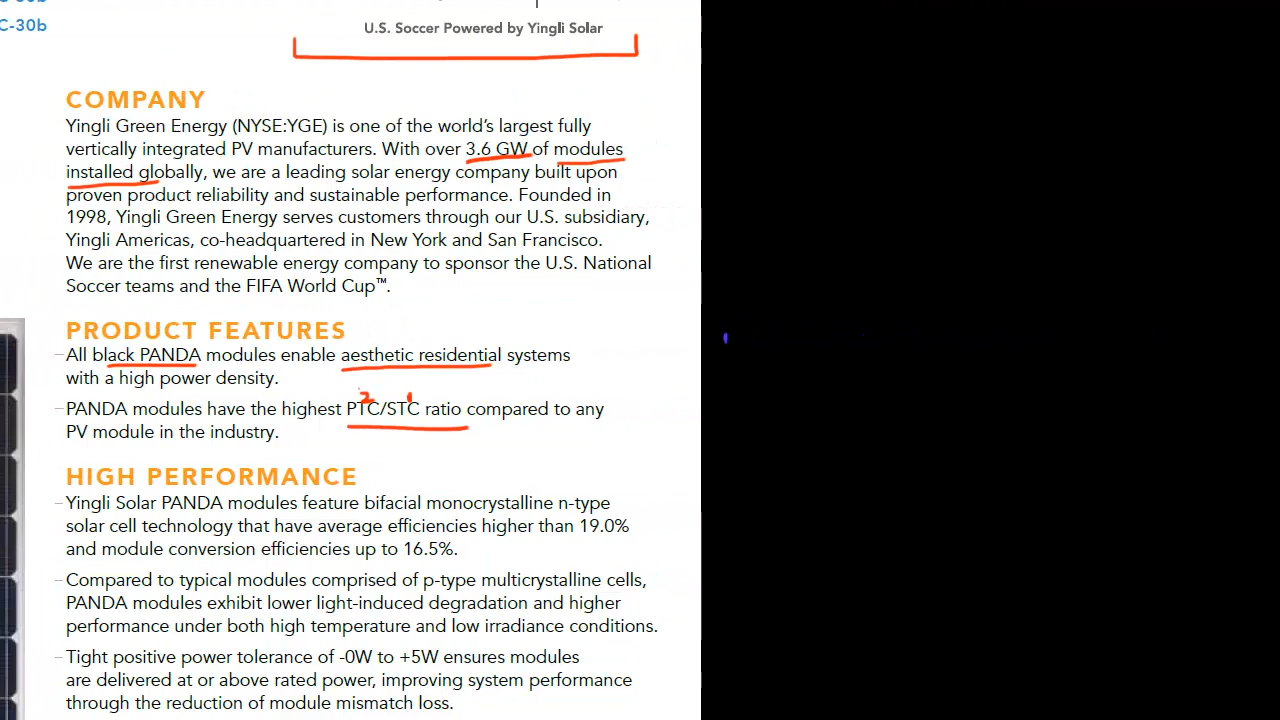 C-30b
U.S. Soccer Powered by Yingli Solar
COMPANY
Yingli Green Energy (NYSE:YGE) is one of the world's largest fully
vertically integrated PV manufacturers. With over 3.6 GW of modules
installed globally, we are a leading solar energy company built upon
proven product reliability and sustainable performance. Founded in
1998, Yingli Green Energy serves customers through our U.S. subsidiary,
Yingli Americas, co-headquartered in New York and San Francisco.
We are the first renewable energy company to sponsor the U.S. National
Soccer teams and the FIFA World Cup™.
PRODUCT FEATURES
–All black PANDA modules enable aesthetic residential systems
with a high power density.
2 1
–PANDA modules have the highest PTC/STC ratio compared to any
PV module in the industry.
HIGH PERFORMANCE
–Yingli Solar PANDA modules feature bifacial monocrystalline n-type
solar cell technology that have average efficiencies higher than 19.0%
and module conversion efficiencies up to 16.5%.
–Compared to typical modules comprised of p-type multicrystalline cells,
PANDA modules exhibit lower light-induced degradation and higher
performance under both high temperature and low irradiance conditions.
–Tight positive power tolerance of -0W to +5W ensures modules
are delivered at or above rated power, improving system performance
through the reduction of module mismatch loss.